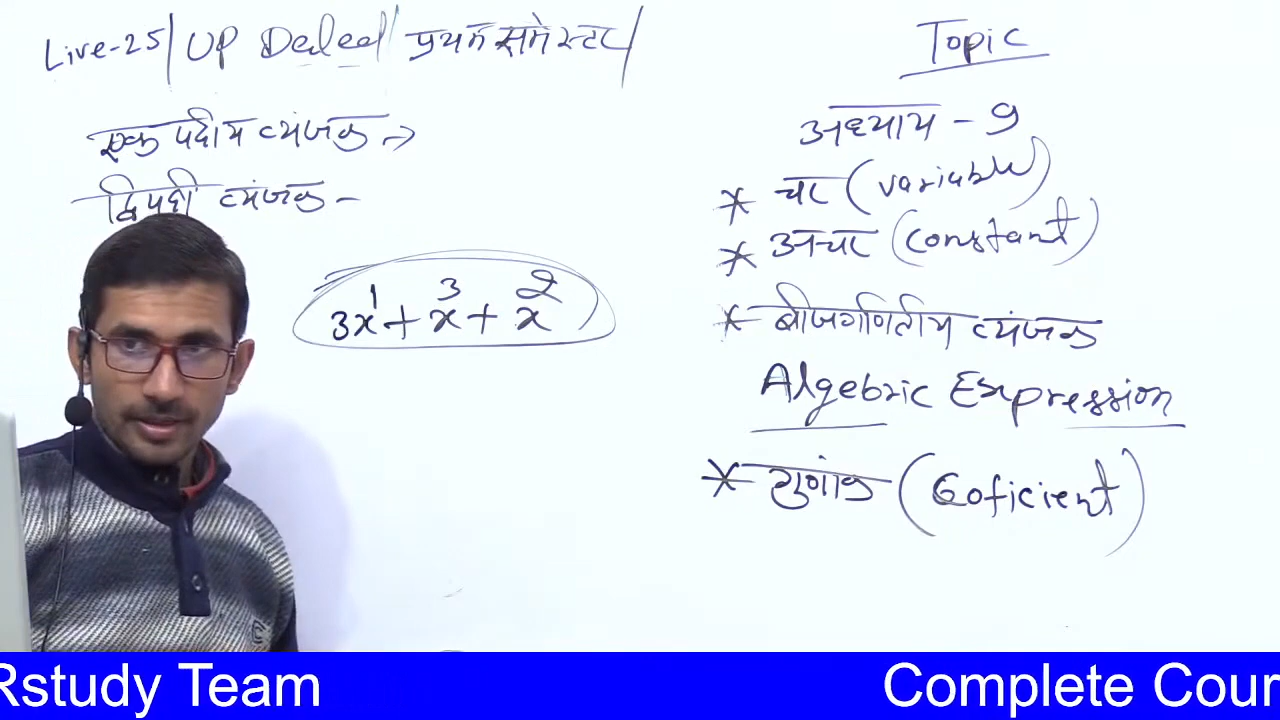 Live-25/ UP Deled/ प्रथम समेस्टर/
एक पदीय व्यंजक →
द्विपदी व्यंजक -
3x¹ + x³ + x²
Topic
अध्याय - 9
* चर (variable)
* अचर (constant)
* बीजगणितीय व्यंजक
Algebric Expression
* गुणांक (Coficient)
Rstudy Team
Complete Cour